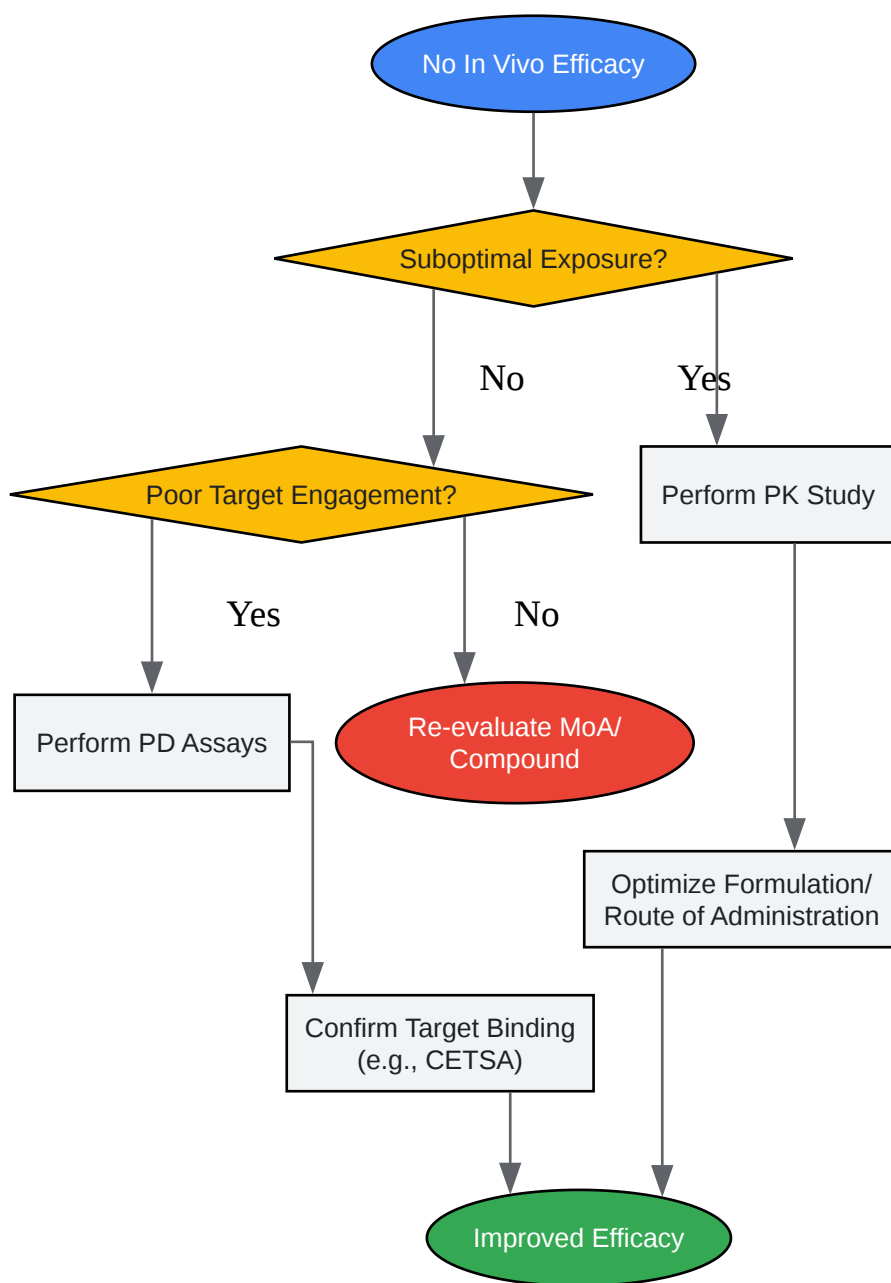 No In Vivo Efficacy
Suboptimal Exposure?
No
Yes
Poor Target Engagement?
Perform PK Study
Yes
No
Perform PD Assays
Re-evaluate MoA/
Compound
Optimize Formulation/
Route of Administration
Confirm Target Binding
(e.g., CETSA)
Improved Efficacy